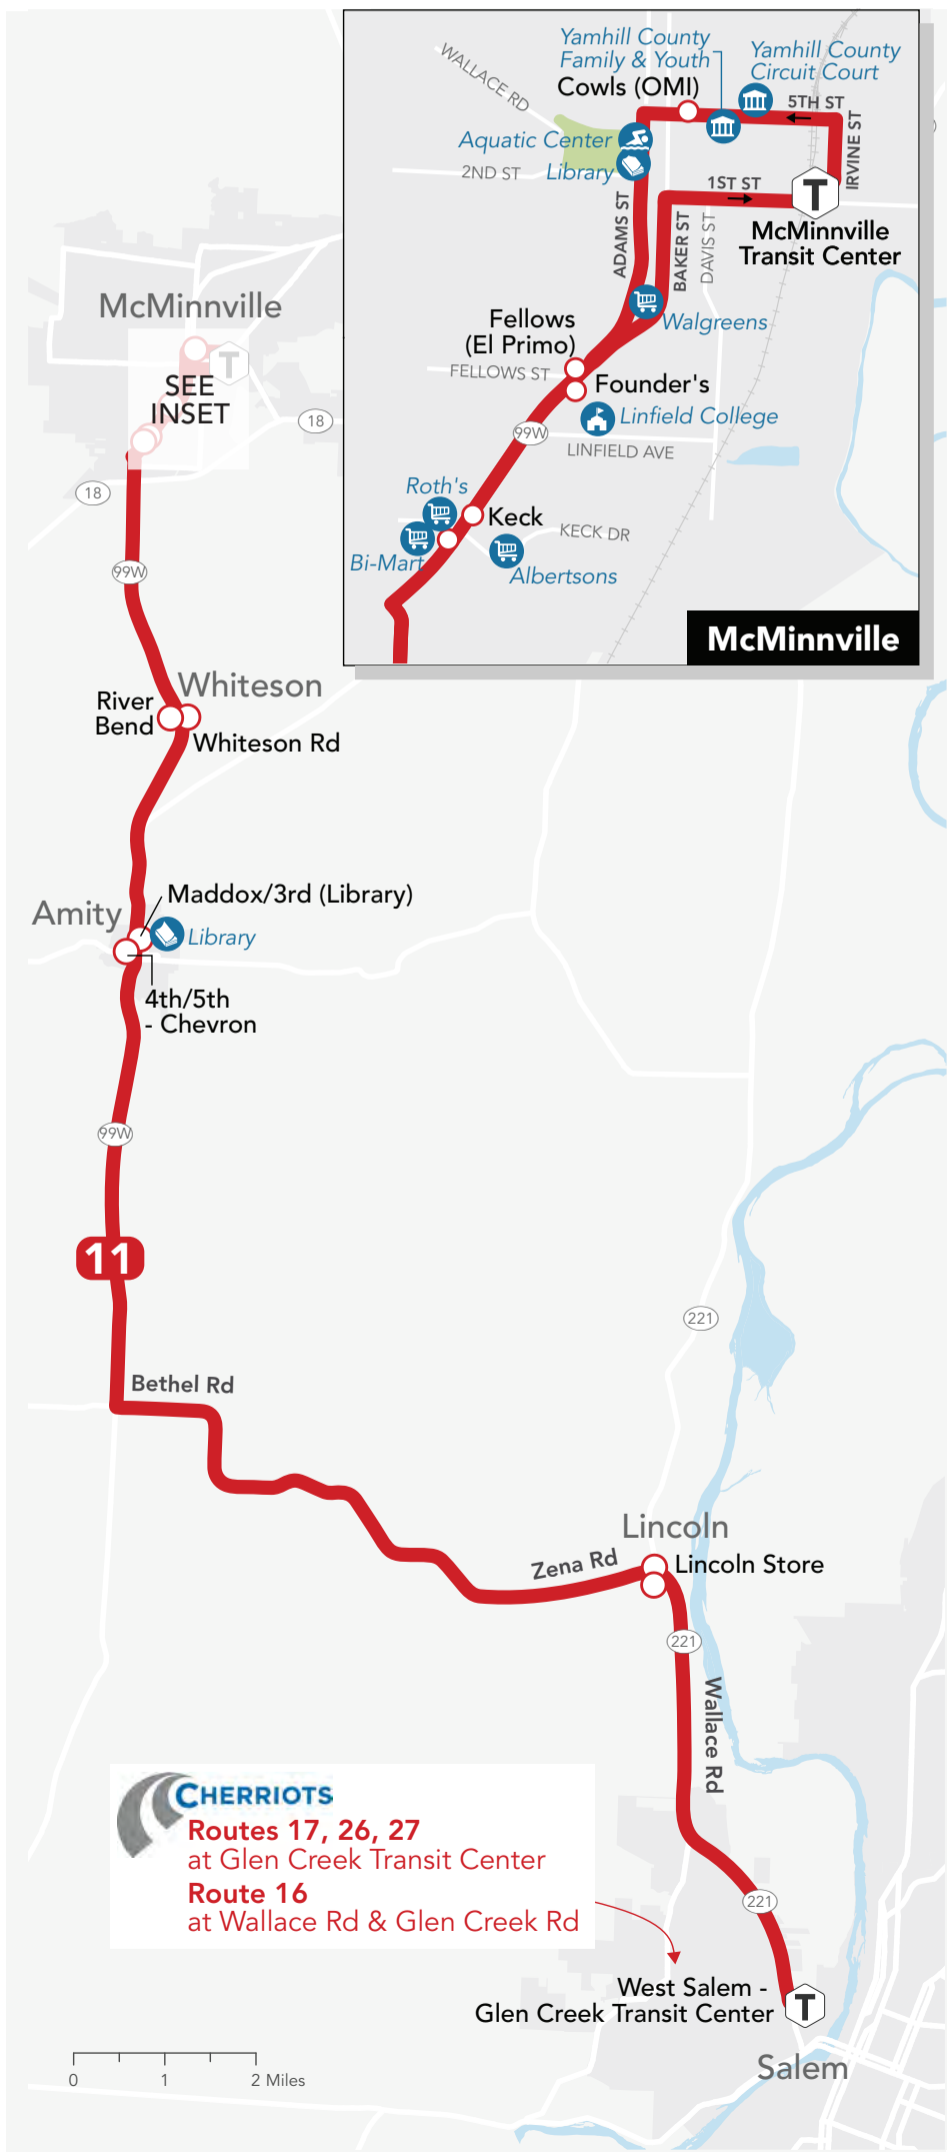 Yamhill County
Family & Youth
Cowls (OMI)
Yamhill County
Circuit Court
WALLACE RD
5TH ST
IRVINE ST
Aquatic Center
2ND ST
Library
1ST ST
T
ADAMS ST
BAKER ST
DAVIS ST
McMinnville
Transit Center
Walgreens
Fellows
(El Primo)
FELLOWS ST
Founder's
Linfield College
99W
LINFIELD AVE
Roth's
Keck
KECK DR
Bi-Mart
Albertsons
McMinnville
McMinnville
T
SEE
INSET
18
18
99W
Whiteson
River
Bend
Whiteson Rd
Maddox/3rd (Library)
Amity
Library
4th/5th
- Chevron
99W
11
221
Bethel Rd
Lincoln
Zena Rd
Lincoln Store
221
Wallace Rd
CHERRIOTS
Routes 17, 26, 27
at Glen Creek Transit Center
Route 16
at Wallace Rd & Glen Creek Rd
221
West Salem -
Glen Creek Transit Center
T
Salem
0 1 2 Miles